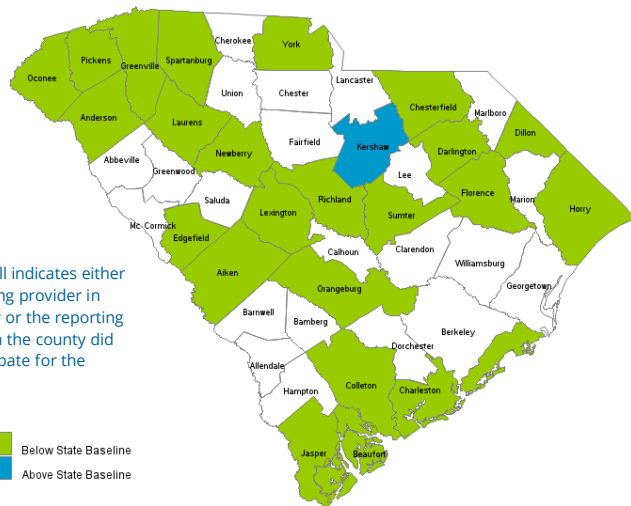 Cherokee
York
Spartanburg
Pickens
Greenville
Oconee
Lancaster
Union
Chester
Chesterfield
Marlboro
Anderson
Laurens
Dillon
Fairfield
Kershaw
Darlington
Newberry
Abbeville
Greenwood
Lee
Florence
Marion
Saluda
Richland
Horry
Lexington
Sumter
Mc Cormick
Edgefield
Calhoun
Clarendon
Williamsburg
Aiken
Orangeburg
Georgetown
ll indicates either
ng provider in
or the reporting
the county did
pate for the
Barnwell
Bamberg
Berkeley
Dorchester
Allendale
Hampton
Colleton
Charleston
Jasper
Beaufort
Below State Baseline
Above State Baseline